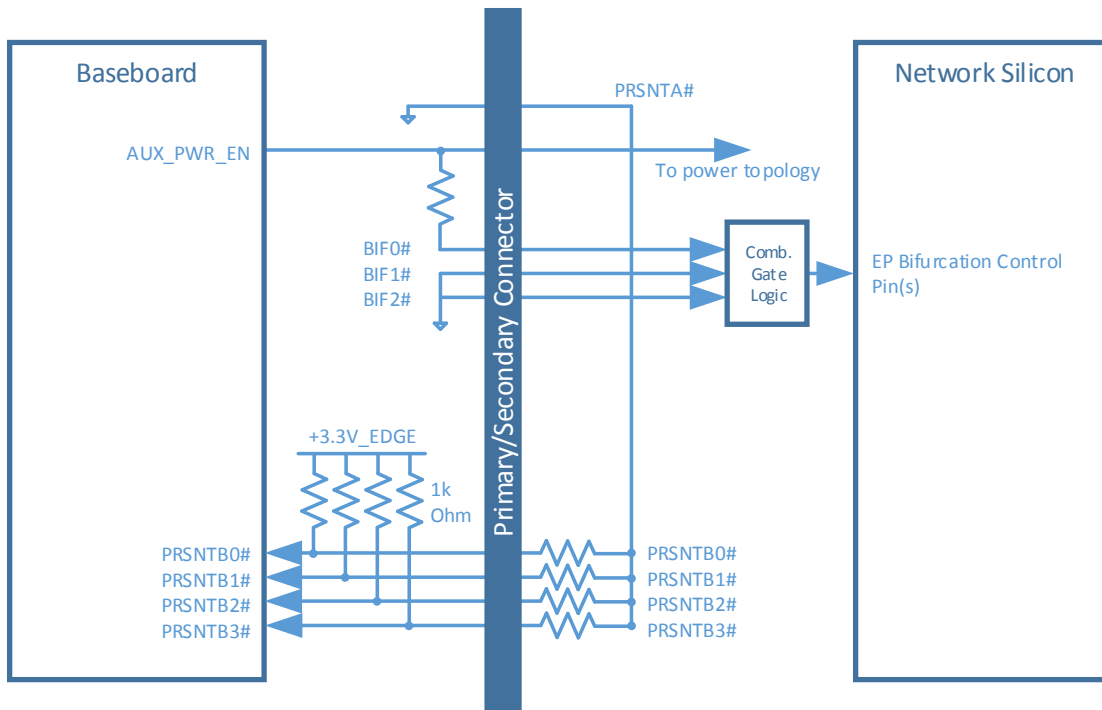 Baseboard
Network Silicon
PRSNTA#
AUX_PWR_EN
To power topology
Primary/Secondary Connector
BIF0#
BIF1#
BIF2#
Comb.
Gate
Logic
EP Bifurcation Control
Pin(s)
+3.3V_EDGE
1k
Ohm
PRSNTB0#
PRSNTB1#
PRSNTB2#
PRSNTB3#
PRSNTB0#
PRSNTB1#
PRSNTB2#
PRSNTB3#